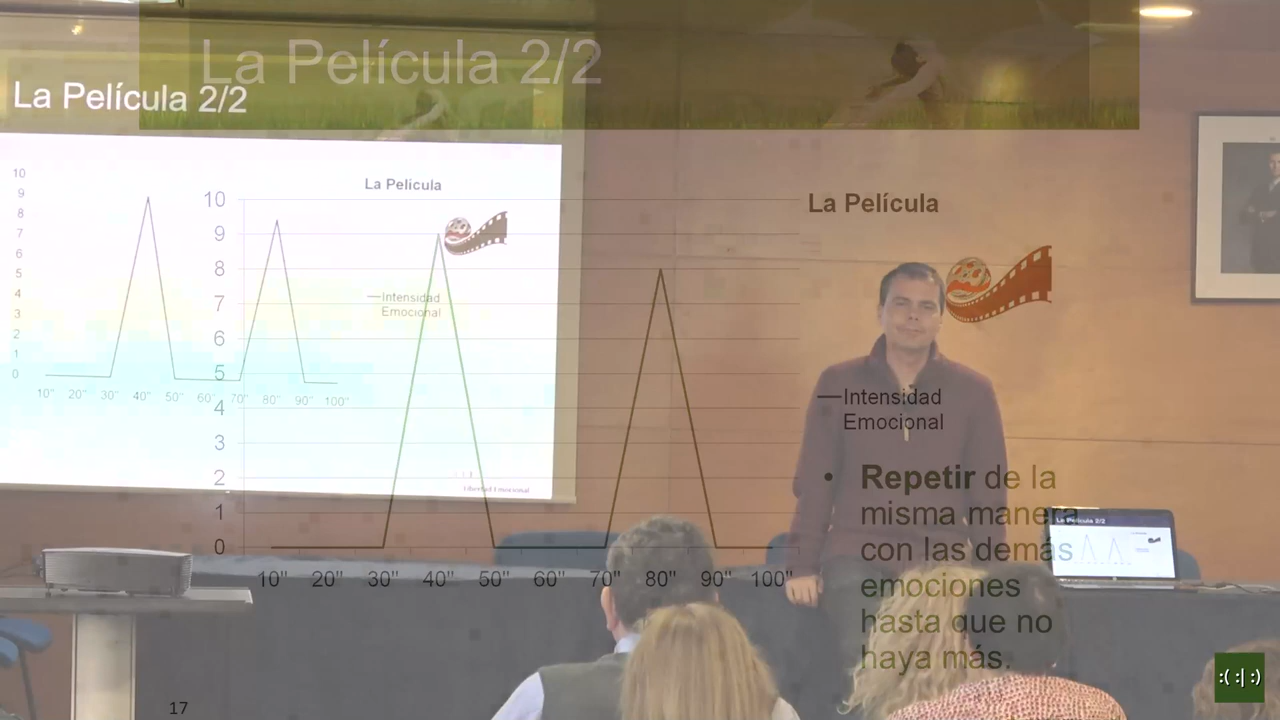 La Película 2/2
La Película 2/2
La Película
10
9
8
7
6
5
4
3
2
1
0
10" 20" 30" 40" 50" 60" 70" 80" 90" 100"
Intensidad
Emocional
Libertad Emocional
La Película
10
9
8
7
6
5
4
3
2
1
0
10" 20" 30" 40" 50" 60" 70" 80" 90" 100"
Intensidad
Emocional
• Repetir de la
misma manera
con las demás
emociones
hasta que no
haya más.
La Película 2/2
17
:( :| :)